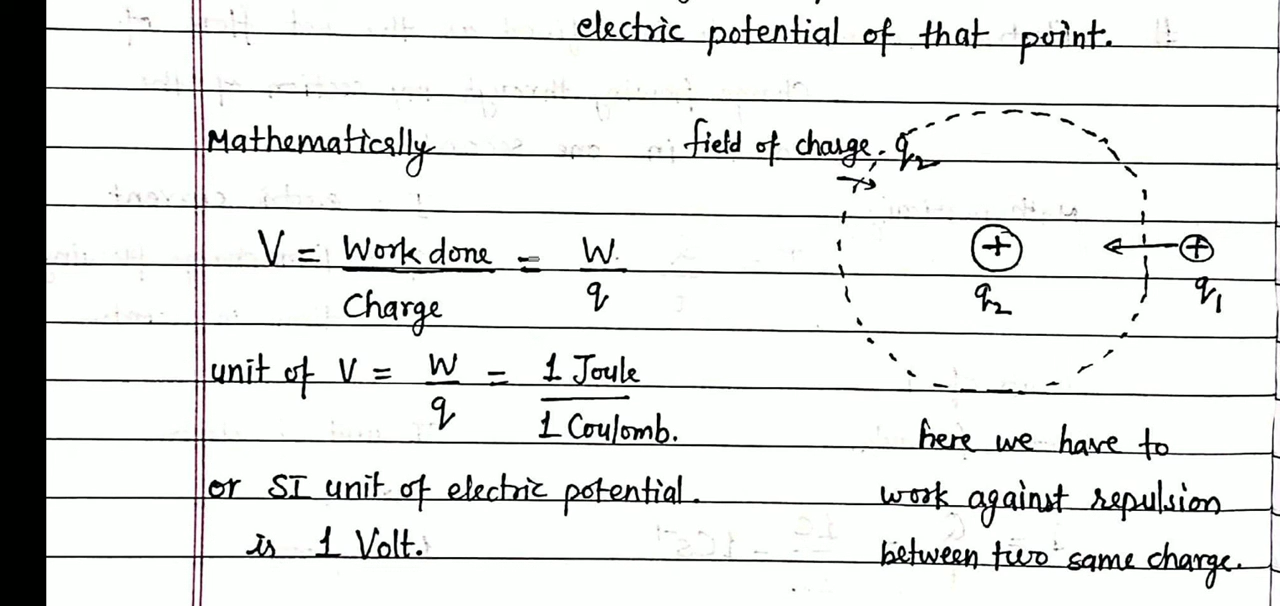 electric potential of that point.
Mathematically
field of charge. q₂
V = Work done / Charge = W / q
q₂
q₁
unit of V = W / q = 1 Joule / 1 Coulomb.
here we have to
or SI unit of electric potential.
work against repulsion
is 1 Volt.
between two same charge.